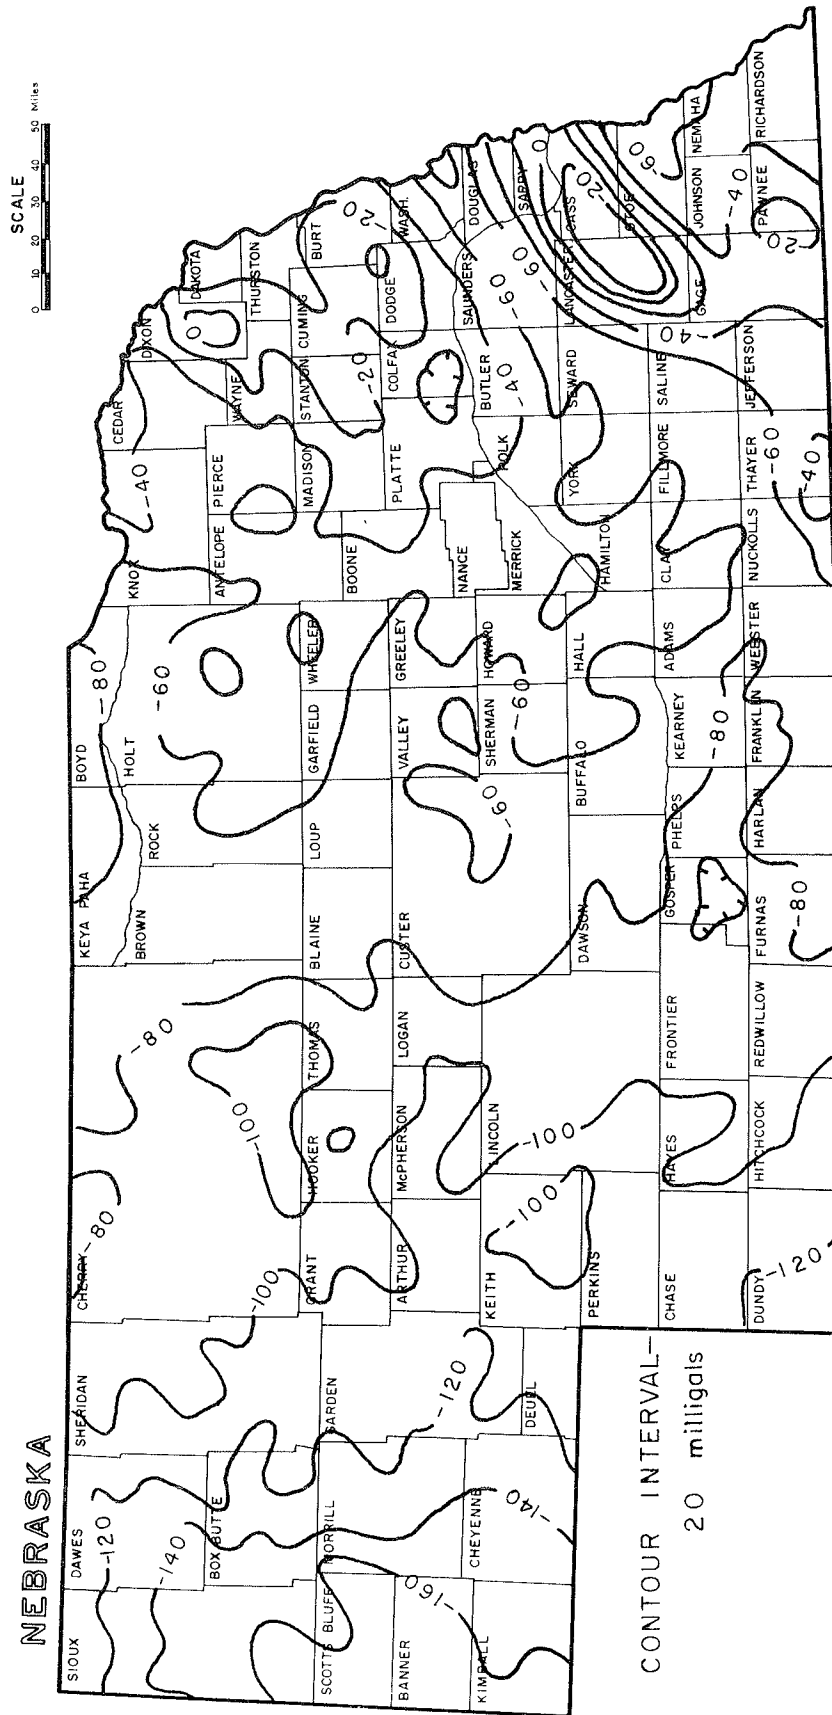 NEBRASKA
SCALE
0 10 20 30 40 50 Miles
SIOUX
DAWES
SHERIDAN
CHERRY
KEYA PAHA
BOYD
BROWN
ROCK
HOLT
KNOX
CEDAR
DIXON
DAKOTA
ANTELOPE
PIERCE
WAYNE
THURSTON
BOX BUTTE
GRANT
HOOKER
THOMAS
BLAINE
LOUP
GARFIELD
WHEELER
BOONE
MADISON
STANTON
CUMING
BURT
SCOTTS BLUFF
MORRILL
GARDEN
ARTHUR
McPHERSON
LOGAN
CUSTER
VALLEY
GREELEY
NANCE
PLATTE
COLFAX
DODGE
WASH.
BANNER
KIMBALL
CHEYENNE
DEUEL
KEITH
LINCOLN
SHERMAN
HOWARD
MERRICK
POLK
BUTLER
SAUNDERS
DOUGLAS
SARPY
PERKINS
DAWSON
BUFFALO
HALL
HAMILTON
YORK
SEWARD
LANCASTER
CASS
CHASE
HAYES
FRONTIER
GOSPER
PHELPS
KEARNEY
ADAMS
CLAY
FILLMORE
SALINE
GAGE
OTOE
JOHNSON
NEMAHA
DUNDY
HITCHCOCK
REDWILLOW
FURNAS
HARLAN
FRANKLIN
WEBSTER
NUCKOLLS
THAYER
JEFFERSON
PAWNEE
RICHARDSON
-120
-140
-80
-80
-80
-60
-40
0
-100
-100
-20
-20
-120
-160
-140
-100
-100
-60
-60
-40
-60
-60
0
-20
-60
-80
-40
-40
-120
-80
-60
-40
-20
CONTOUR INTERVAL—
20 milligals